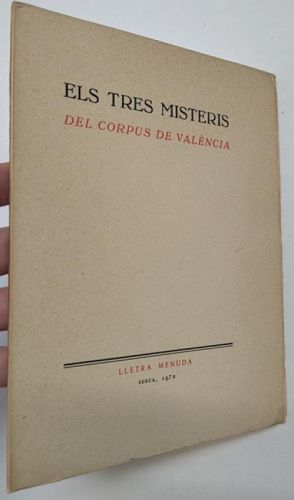 ELS TRES MISTERIS
DEL CORPUS DE VALÈNCIA
LLETRA MENUDA
SUECA, 1972